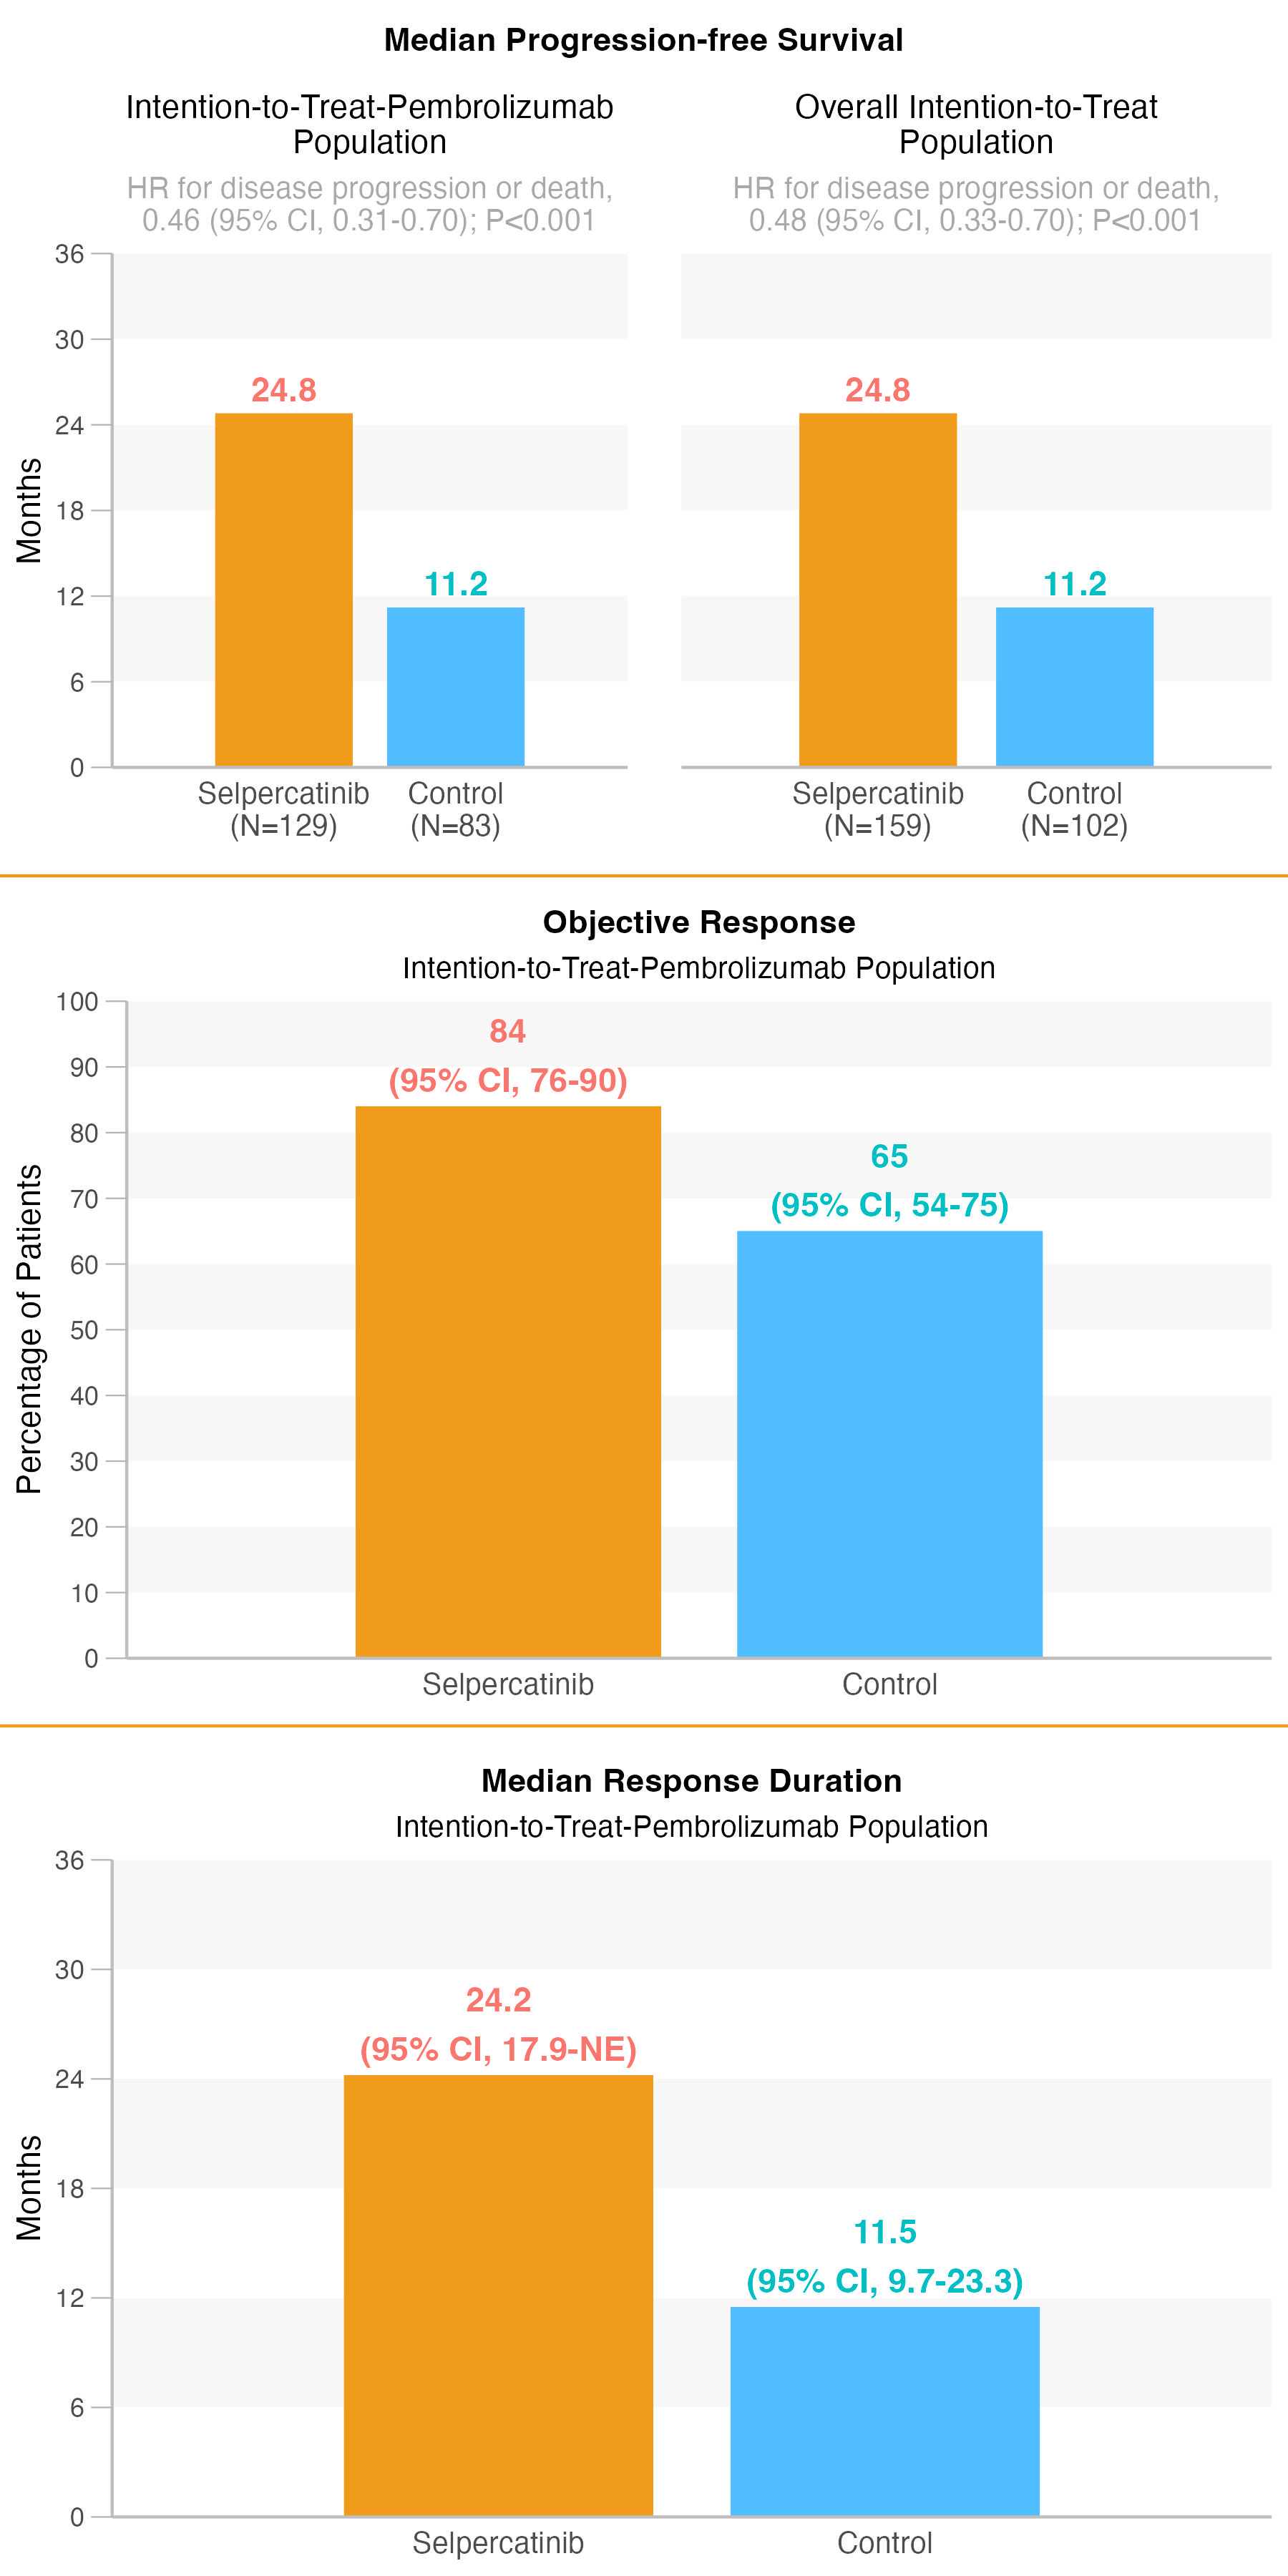 Median Progression-free Survival
Intention-to-Treat-Pembrolizumab
Population
HR for disease progression or death,
0.46 (95% CI, 0.31-0.70); P<0.001
Overall Intention-to-Treat
Population
HR for disease progression or death,
0.48 (95% CI, 0.33-0.70); P<0.001
Months
36
30
24
18
12
6
0
24.8
11.2
24.8
11.2
Selpercatinib
(N=129)
Control
(N=83)
Selpercatinib
(N=159)
Control
(N=102)
Objective Response
Intention-to-Treat-Pembrolizumab Population
Percentage of Patients
100
90
80
70
60
50
40
30
20
10
0
84
(95% CI, 76-90)
65
(95% CI, 54-75)
Selpercatinib
Control
Median Response Duration
Intention-to-Treat-Pembrolizumab Population
Months
36
30
24
18
12
6
0
24.2
(95% CI, 17.9-NE)
11.5
(95% CI, 9.7-23.3)
Selpercatinib
Control